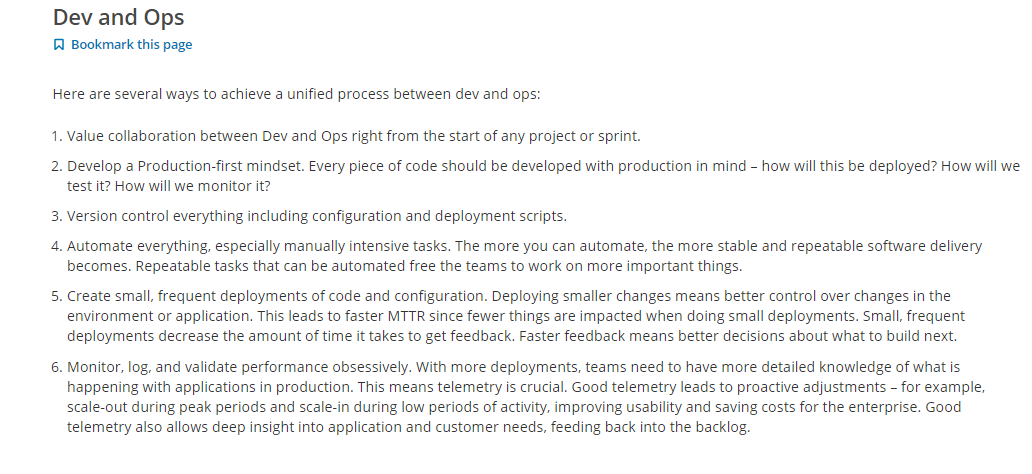 Dev and Ops
Bookmark this page
Here are several ways to achieve a unified process between dev and ops:
1. Value collaboration between Dev and Ops right from the start of any project or sprint.
2. Develop a Production-first mindset. Every piece of code should be developed with production in mind – how will this be deployed? How will we
test it? How will we monitor it?
3. Version control everything including configuration and deployment scripts.
4. Automate everything, especially manually intensive tasks. The more you can automate, the more stable and repeatable software delivery
becomes. Repeatable tasks that can be automated free the teams to work on more important things.
5. Create small, frequent deployments of code and configuration. Deploying smaller changes means better control over changes in the
environment or application. This leads to faster MTTR since fewer things are impacted when doing small deployments. Small, frequent
deployments decrease the amount of time it takes to get feedback. Faster feedback means better decisions about what to build next.
6. Monitor, log, and validate performance obsessively. With more deployments, teams need to have more detailed knowledge of what is
happening with applications in production. This means telemetry is crucial. Good telemetry leads to proactive adjustments – for example,
scale-out during peak periods and scale-in during low periods of activity, improving usability and saving costs for the enterprise. Good
telemetry also allows deep insight into application and customer needs, feeding back into the backlog.